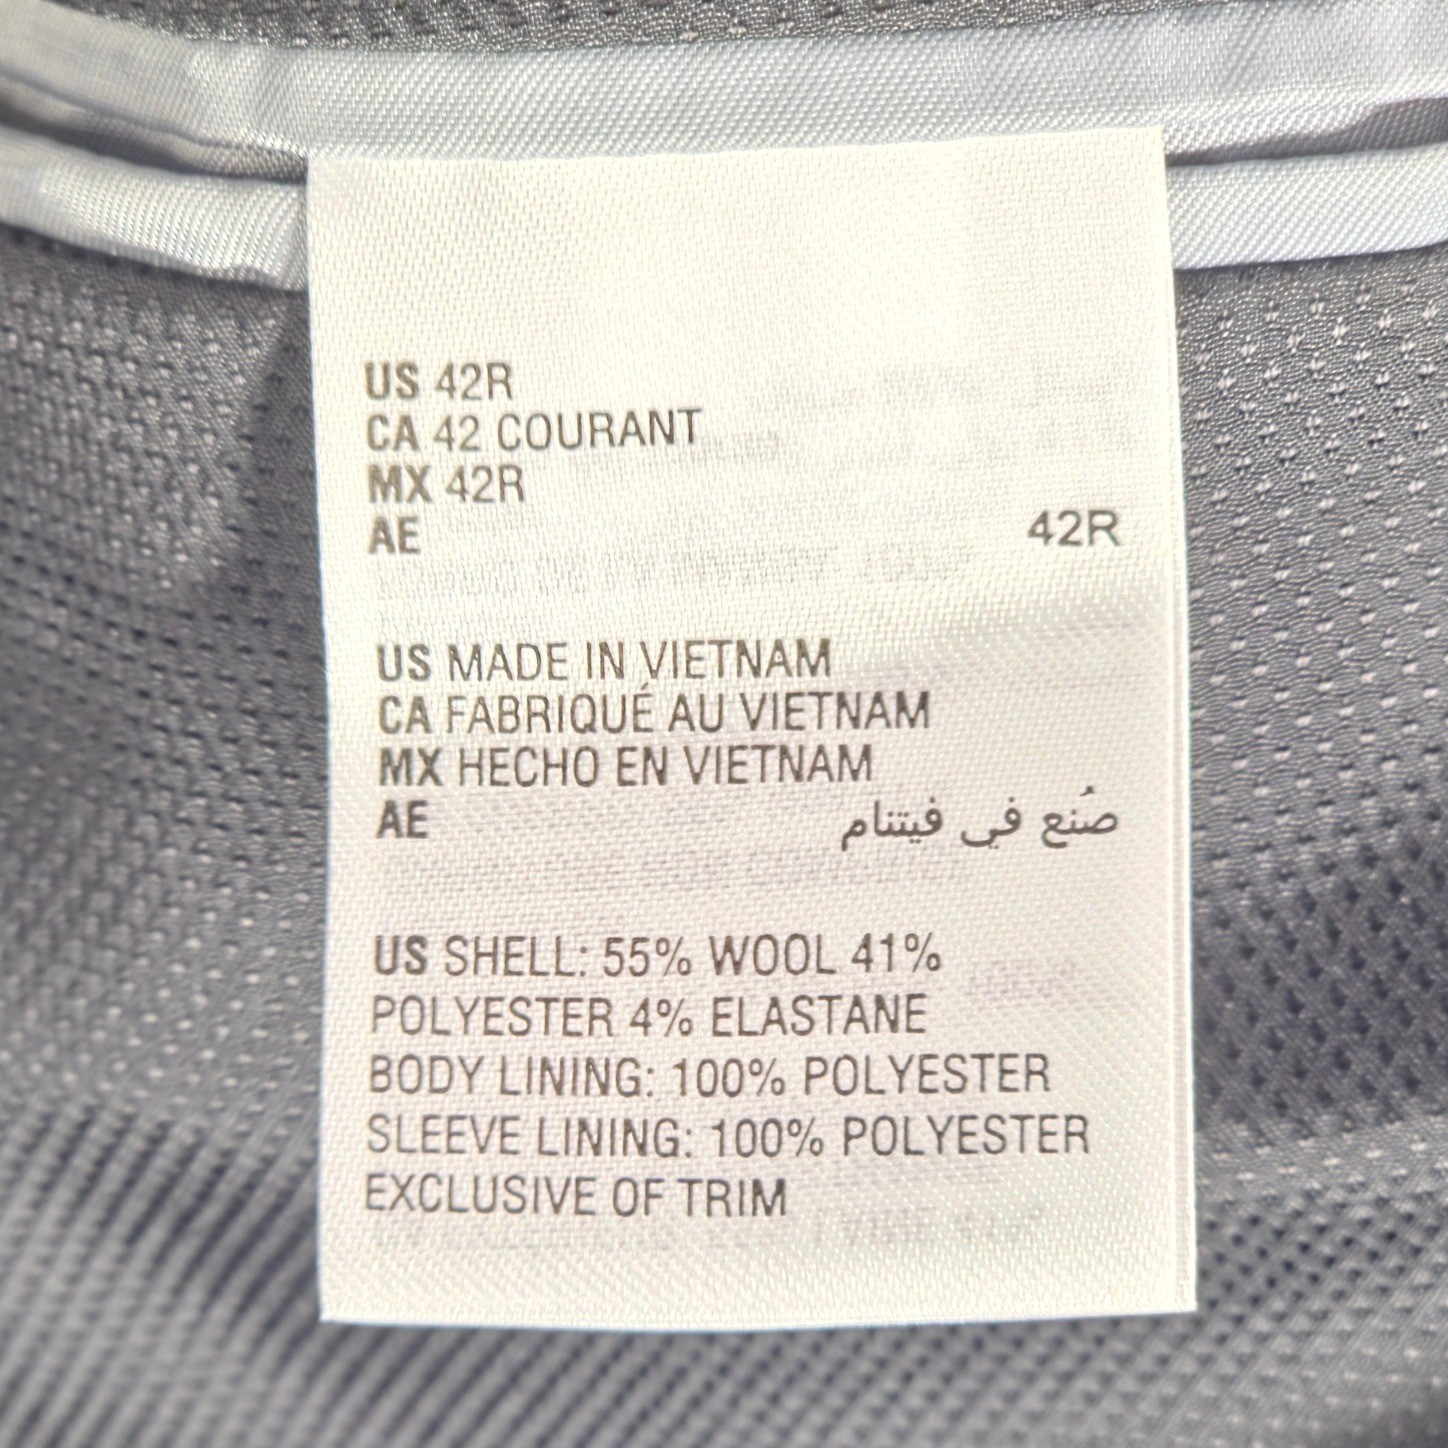 US 42R
CA 42 COURANT
MX 42R
AE 42R
US MADE IN VIETNAM
CA FABRIQUÉ AU VIETNAM
MX HECHO EN VIETNAM
AE صُنع في فيتنام
US SHELL: 55% WOOL 41%
POLYESTER 4% ELASTANE
BODY LINING: 100% POLYESTER
SLEEVE LINING: 100% POLYESTER
EXCLUSIVE OF TRIM